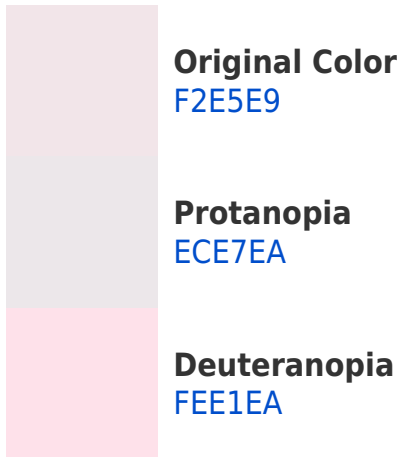 Original Color
F2E5E9
Protanopia
ECE7EA
Deuteranopia
FEE1EA